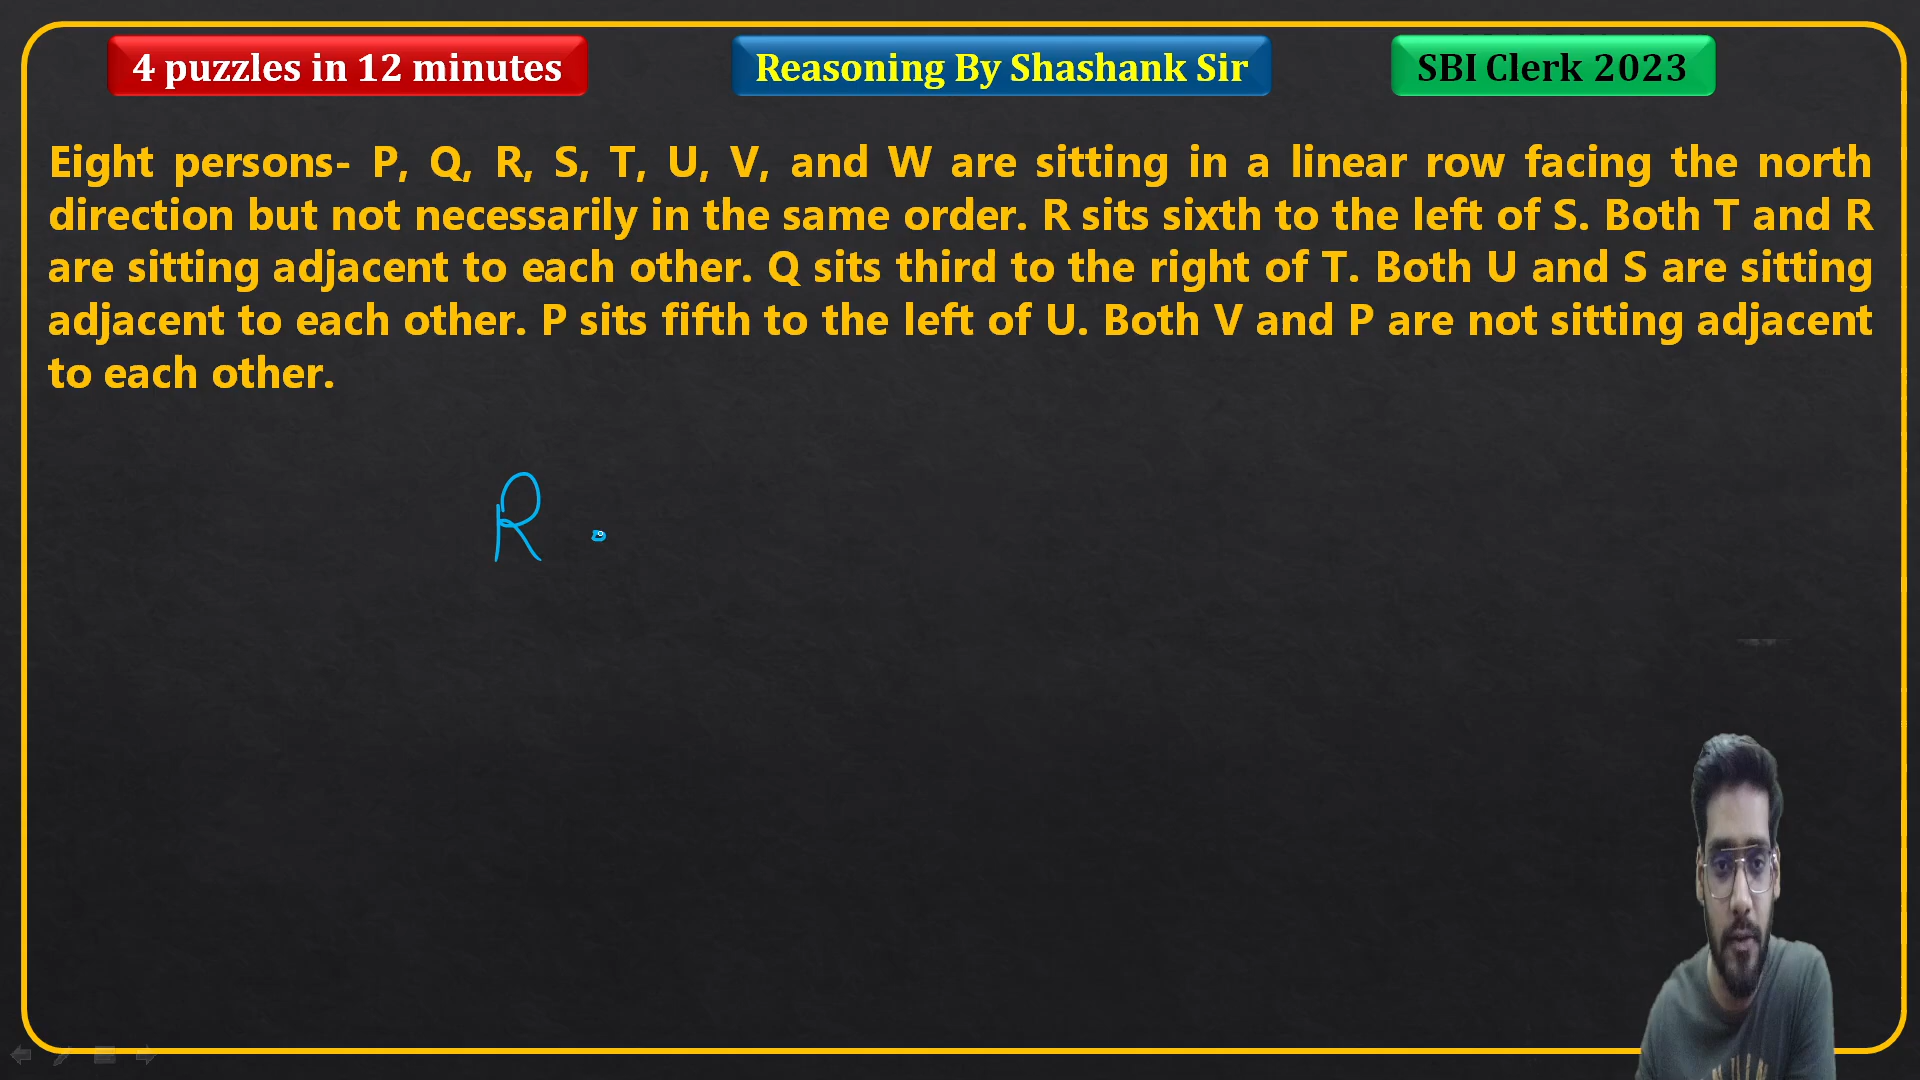 4 puzzles in 12 minutes
Reasoning By Shashank Sir
SBI Clerk 2023
Eight persons- P, Q, R, S, T, U, V, and W are sitting in a linear row facing the north
direction but not necessarily in the same order. R sits sixth to the left of S. Both T and R
are sitting adjacent to each other. Q sits third to the right of T. Both U and S are sitting
adjacent to each other. P sits fifth to the left of U. Both V and P are not sitting adjacent
to each other.
R